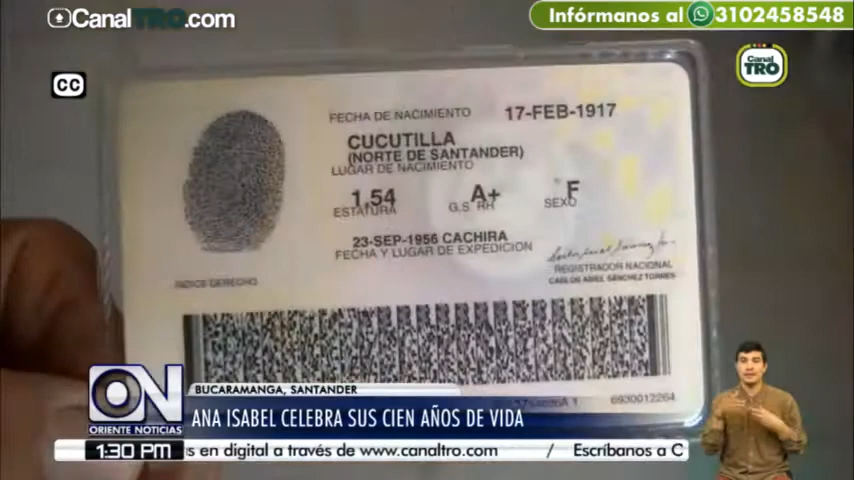 CanalTRO.com
Infórmanos al 3102458548
Canal TRO
CC
FECHA DE NACIMIENTO 17-FEB-1917
CUCUTILLA
(NORTE DE SANTANDER)
LUGAR DE NACIMIENTO
1.54 A+ F
ESTATURA G.S. RH SEXO
23-SEP-1956 CACHIRA
FECHA Y LUGAR DE EXPEDICION
INDICE DERECHO
REGISTRADOR NACIONAL
CARLOS ARIEL SÁNCHEZ TORRES
6930012264
ON
ORIENTE NOTICIAS
BUCARAMANGA, SANTANDER
ANA ISABEL CELEBRA SUS CIEN AÑOS DE VIDA
1:30 PM s en digital a través de www.canaltro.com / Escríbanos a C